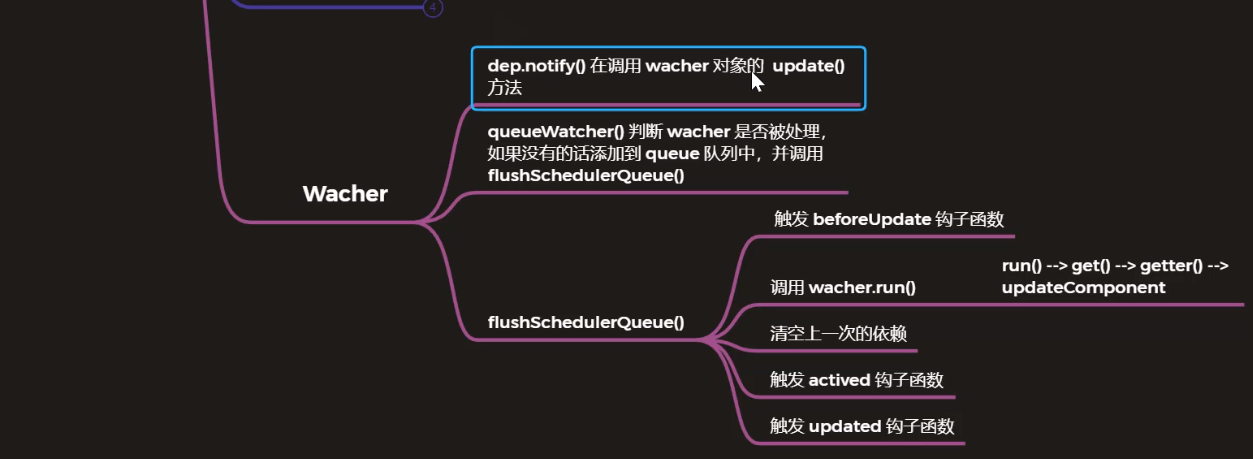 4
dep.notify() 在调用 wacher 对象的 update()
方法
queueWatcher() 判断 wacher 是否被处理，
如果没有的话添加到 queue 队列中，并调用
flushSchedulerQueue()
Wacher
触发 beforeUpdate 钩子函数
run() --> get() --> getter() -->
updateComponent
调用 wacher.run()
flushSchedulerQueue()
清空上一次的依赖
触发 actived 钩子函数
触发 updated 钩子函数